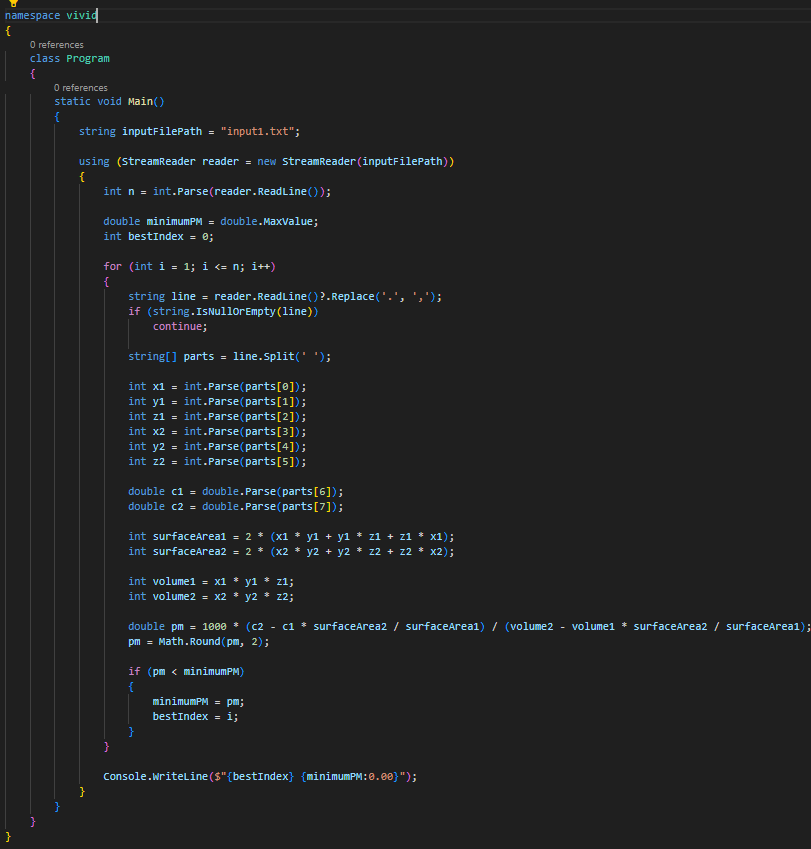 namespace vivid
{
0 references
class Program
{
0 references
static void Main()
{
string inputFilePath = "input1.txt";
using (StreamReader reader = new StreamReader(inputFilePath))
{
int n = int.Parse(reader.ReadLine());
double minimumPM = double.MaxValue;
int bestIndex = 0;
for (int i = 1; i <= n; i++)
{
string line = reader.ReadLine()?.Replace('.', ',');
if (string.IsNullOrEmpty(line))
continue;
string[] parts = line.Split(' ');
int x1 = int.Parse(parts[0]);
int y1 = int.Parse(parts[1]);
int z1 = int.Parse(parts[2]);
int x2 = int.Parse(parts[3]);
int y2 = int.Parse(parts[4]);
int z2 = int.Parse(parts[5]);
double c1 = double.Parse(parts[6]);
double c2 = double.Parse(parts[7]);
int surfaceArea1 = 2 * (x1 * y1 + y1 * z1 + z1 * x1);
int surfaceArea2 = 2 * (x2 * y2 + y2 * z2 + z2 * x2);
int volume1 = x1 * y1 * z1;
int volume2 = x2 * y2 * z2;
double pm = 1000 * (c2 - c1 * surfaceArea2 / surfaceArea1) / (volume2 - volume1 * surfaceArea2 / surfaceArea1);
pm = Math.Round(pm, 2);
if (pm < minimumPM)
{
minimumPM = pm;
bestIndex = i;
}
}
Console.WriteLine($"{bestIndex} {minimumPM:0.00}");
}
}
}
}